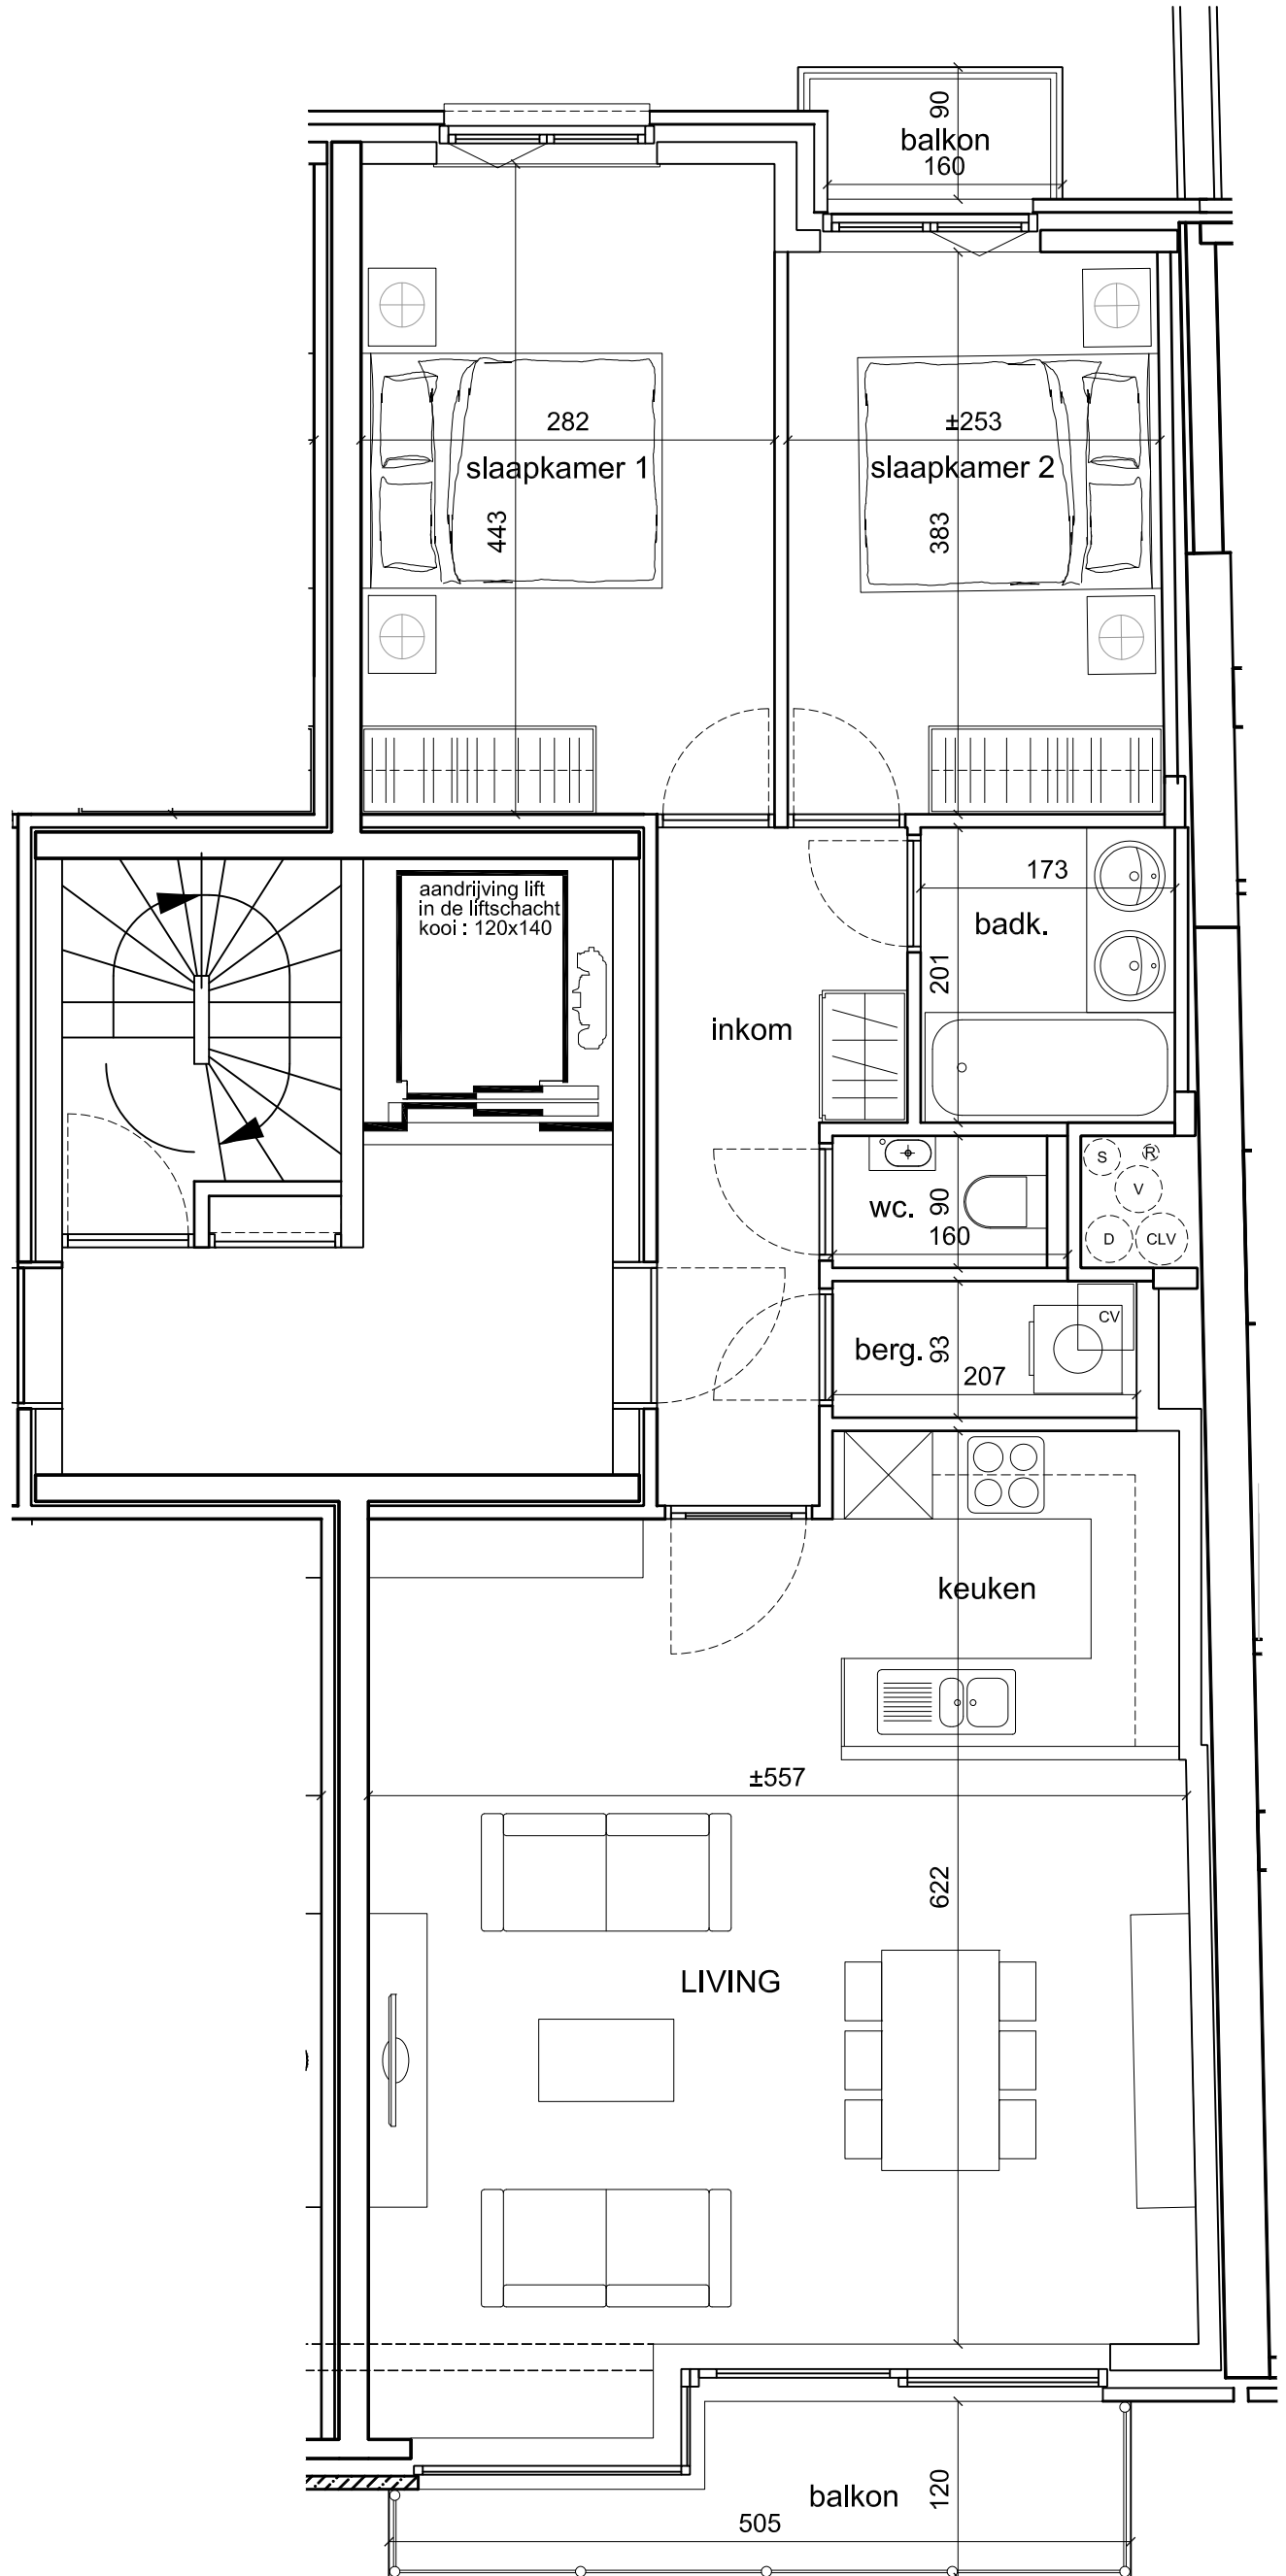 90
balkon
160
282
±253
slaapkamer 1
slaapkamer 2
443
383
aandrijving lift
in de liftschacht
kooi : 120x140
173
badk.
201
inkom
S
R
V
D
CLV
wc.
90
160
CV
berg.
93
207
keuken
±557
622
LIVING
balkon
120
505